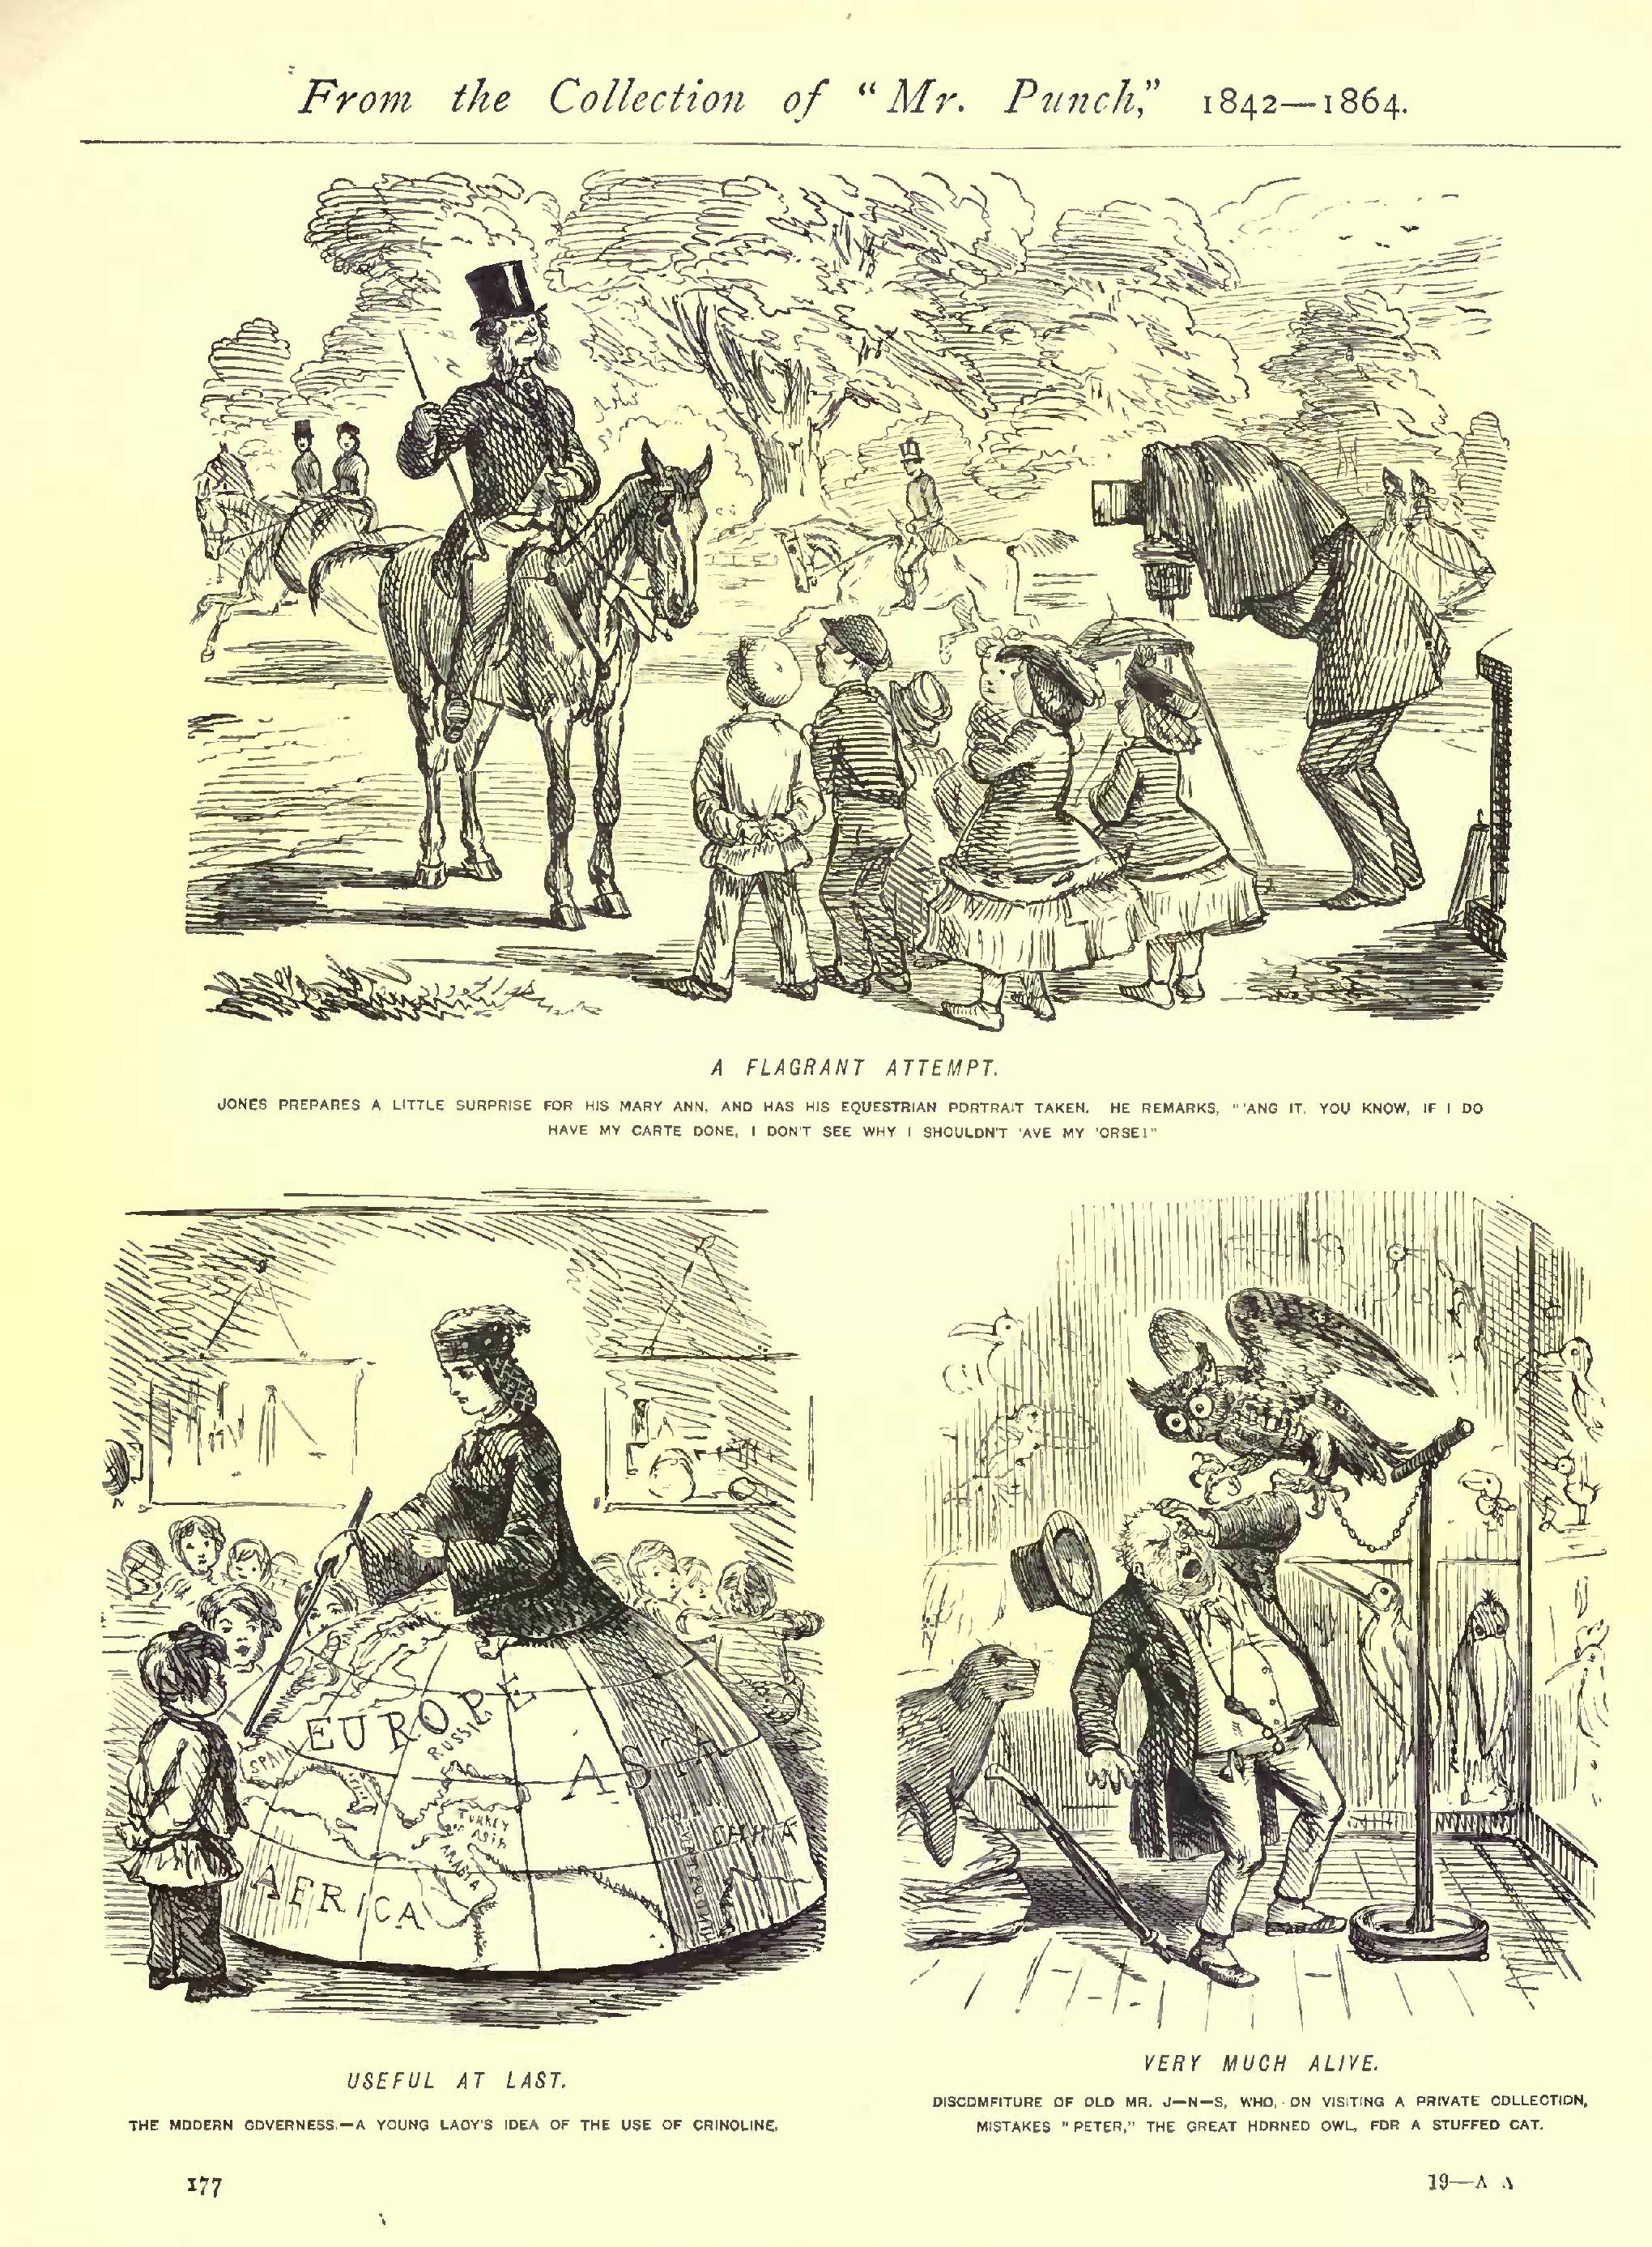 From the Collection of "Mr. Punch," 1842—1864.
A FLAGRANT ATTEMPT.
JONES PREPARES A LITTLE SURPRISE FOR HIS MARY ANN, AND HAS HIS EQUESTRIAN PORTRAIT TAKEN. HE REMARKS, "'ANG IT, YOU KNOW, IF I DO
HAVE MY CARTE DONE, I DON'T SEE WHY I SHOULDN'T 'AVE MY 'ORSE!"
EUROPE
RUSSIA
SPAIN
ASIA
TURKEY
IN ASIA
ARABIA
CHINA
AFRICA
USEFUL AT LAST.
THE MODERN GOVERNESS.—A YOUNG LADY'S IDEA OF THE USE OF CRINOLINE.
VERY MUCH ALIVE.
DISCOMFITURE OF OLD MR. J—N—S, WHO, ON VISITING A PRIVATE COLLECTION,
MISTAKES "PETER," THE GREAT HORNED OWL, FOR A STUFFED CAT.
177
19—A A